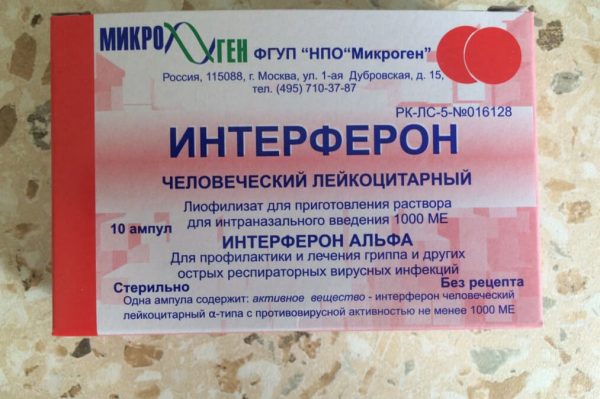 МИКРОГЕН
ФГУП “НПО“Микроген”
Россия, 115088, г. Москва, ул. 1-ая Дубровская, д. 15,
тел. (495) 710-37-87
РК-ЛС-5-№016128
ИНТЕРФЕРОН
ЧЕЛОВЕЧЕСКИЙ ЛЕЙКОЦИТАРНЫЙ
Лиофилизат для приготовления раствора
для интраназального введения 1000 МЕ
10 ампул
ИНТЕРФЕРОН АЛЬФА
Для профилактики и лечения гриппа и других
острых респираторных вирусных инфекций
Стерильно
Без рецепта
Одна ампула содержит: активное вещество - интерферон человеческий
лейкоцитарный α-типа с противовирусной активностью не менее 1000 МЕ